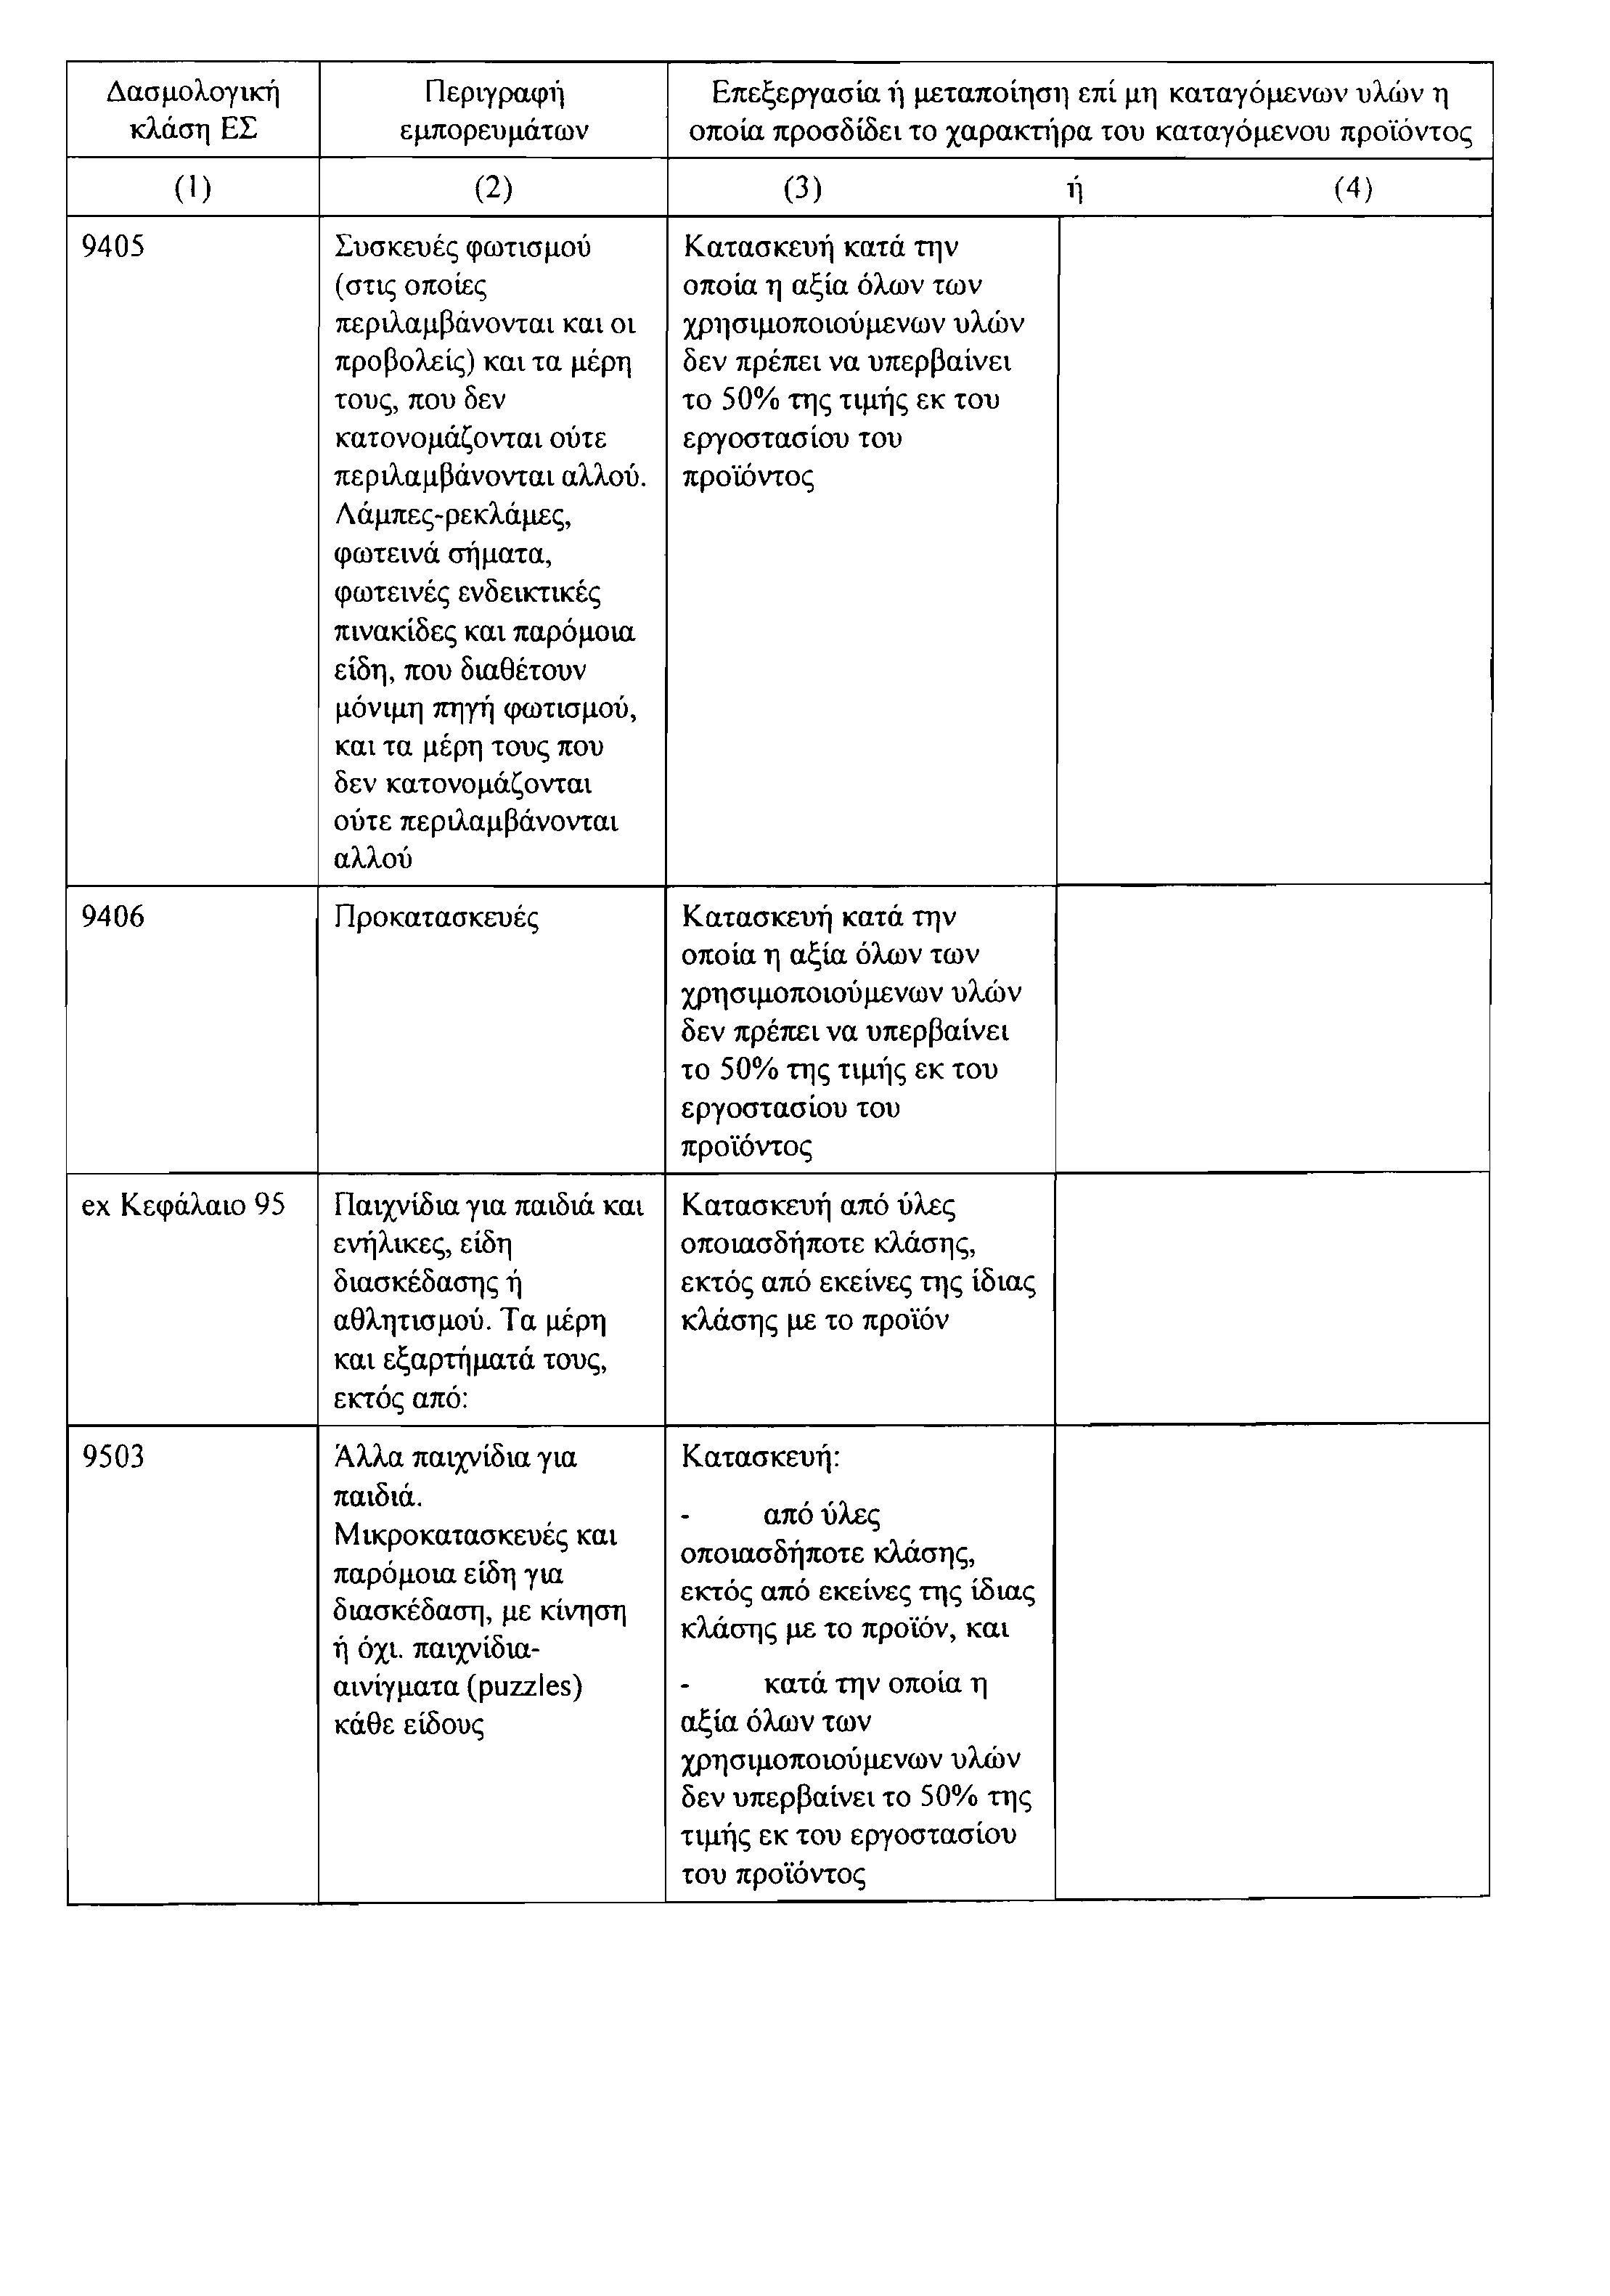 Δασμολογική
κλάση ΕΣ
Περιγραφή
εμπορευμάτων
Επεξεργασία ή μεταποίηση επί μη καταγόμενων υλών η
οποία προσδίδει το χαρακτήρα του καταγόμενου προϊόντος
(1)
(2)
(3) ή (4)
9405
Συσκευές φωτισμού
(στις οποίες
περιλαμβάνονται και οι
προβολείς) και τα μέρη
τους, που δεν
κατονομάζονται ούτε
περιλαμβάνονται αλλού.
Λάμπες-ρεκλάμες,
φωτεινά σήματα,
φωτεινές ενδεικτικές
πινακίδες και παρόμοια
είδη, που διαθέτουν
μόνιμη πηγή φωτισμού,
και τα μέρη τους που
δεν κατονομάζονται
ούτε περιλαμβάνονται
αλλού
Κατασκευή κατά την
οποία η αξία όλων των
χρησιμοποιούμενων υλών
δεν πρέπει να υπερβαίνει
το 50% της τιμής εκ του
εργοστασίου του
προϊόντος
9406
Προκατασκευές
Κατασκευή κατά την
οποία η αξία όλων των
χρησιμοποιούμενων υλών
δεν πρέπει να υπερβαίνει
το 50% της τιμής εκ του
εργοστασίου του
προϊόντος
ex Κεφάλαιο 95
Παιχνίδια για παιδιά και
ενήλικες, είδη
διασκέδασης ή
αθλητισμού. Τα μέρη
και εξαρτήματά τους,
εκτός από:
Κατασκευή από ύλες
οποιασδήποτε κλάσης,
εκτός από εκείνες της ίδιας
κλάσης με το προϊόν
9503
Άλλα παιχνίδια για
παιδιά.
Μικροκατασκευές και
παρόμοια είδη για
διασκέδαση, με κίνηση
ή όχι. παιχνίδια-
αινίγματα (puzzles)
κάθε είδους
Κατασκευή:
- από ύλες
οποιασδήποτε κλάσης,
εκτός από εκείνες της ίδιας
κλάσης με το προϊόν, και
- κατά την οποία η
αξία όλων των
χρησιμοποιούμενων υλών
δεν υπερβαίνει το 50% της
τιμής εκ του εργοστασίου
του προϊόντος